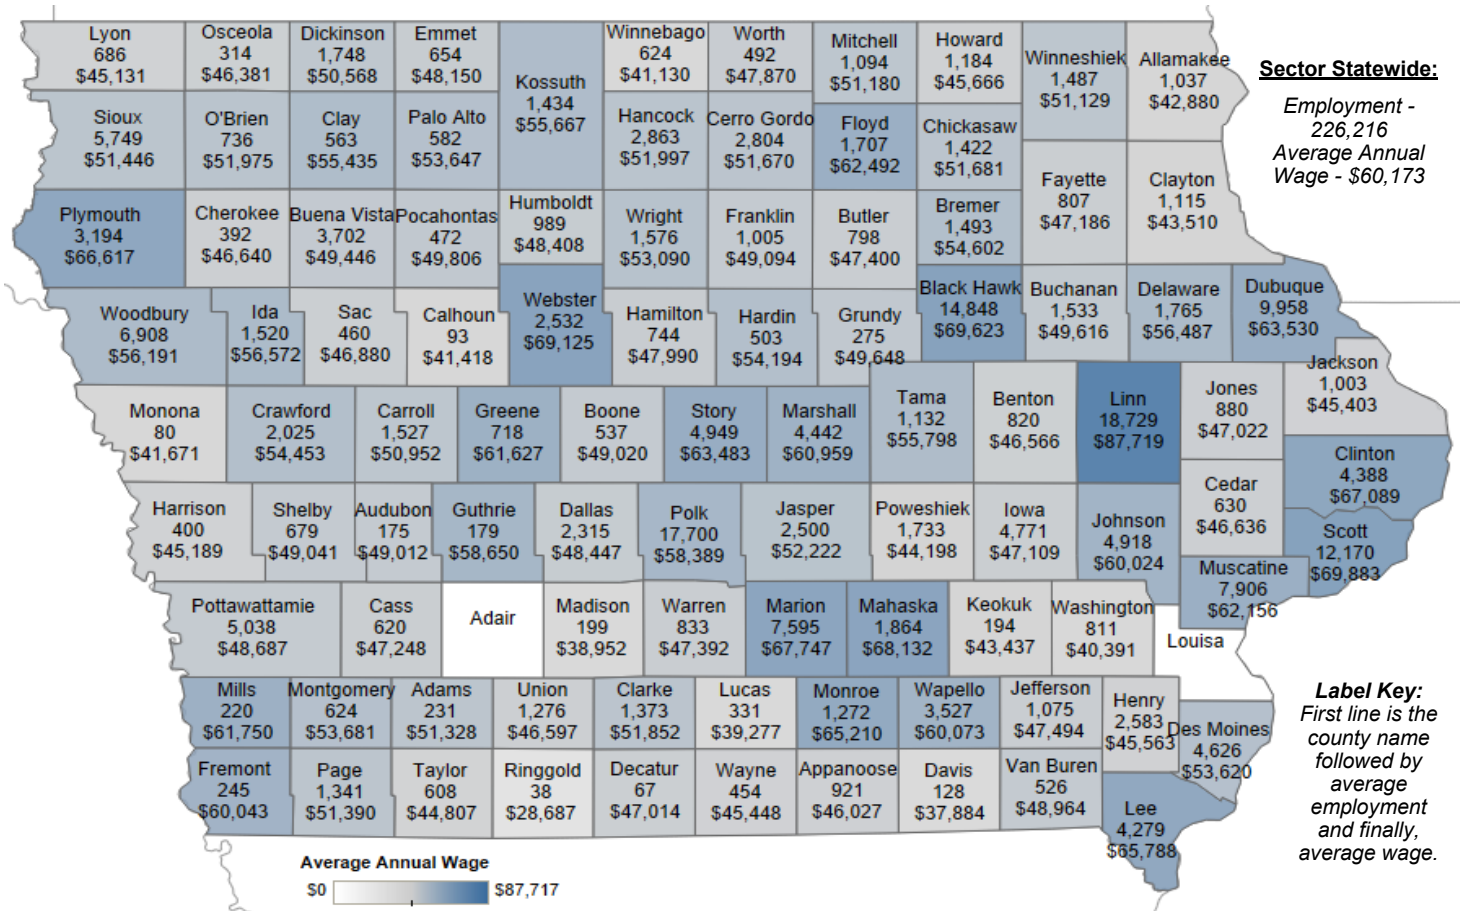 Lyon
686
$45,131
Osceola
314
$46,381
Dickinson
1,748
$50,568
Emmet
654
$48,150
Kossuth
1,434
$55,667
Winnebago
624
$41,130
Worth
492
$47,870
Mitchell
1,094
$51,180
Howard
1,184
$45,666
Winneshiek
1,487
$51,129
Allamakee
1,037
$42,880
Sector Statewide:
Employment -
226,216
Average Annual
Wage - $60,173
Sioux
5,749
$51,446
O'Brien
736
$51,975
Clay
563
$55,435
Palo Alto
582
$53,647
Hancock
2,863
$51,997
Cerro Gordo
2,804
$51,670
Floyd
1,707
$62,492
Chickasaw
1,422
$51,681
Fayette
807
$47,186
Clayton
1,115
$43,510
Plymouth
3,194
$66,617
Cherokee
392
$46,640
Buena Vista
3,702
$49,446
Pocahontas
472
$49,806
Humboldt
989
$48,408
Wright
1,576
$53,090
Franklin
1,005
$49,094
Butler
798
$47,400
Bremer
1,493
$54,602
Woodbury
6,908
$56,191
Ida
1,520
$56,572
Sac
460
$46,880
Calhoun
93
$41,418
Webster
2,532
$69,125
Hamilton
744
$47,990
Hardin
503
$54,194
Grundy
275
$49,648
Black Hawk
14,848
$69,623
Buchanan
1,533
$49,616
Delaware
1,765
$56,487
Dubuque
9,958
$63,530
Monona
80
$41,671
Crawford
2,025
$54,453
Carroll
1,527
$50,952
Greene
718
$61,627
Boone
537
$49,020
Story
4,949
$63,483
Marshall
4,442
$60,959
Tama
1,132
$55,798
Benton
820
$46,566
Linn
18,729
$87,719
Jones
880
$47,022
Jackson
1,003
$45,403
Clinton
4,388
$67,089
Harrison
400
$45,189
Shelby
679
$49,041
Audubon
175
$49,012
Guthrie
179
$58,650
Dallas
2,315
$48,447
Polk
17,700
$58,389
Jasper
2,500
$52,222
Poweshiek
1,733
$44,198
Iowa
4,771
$47,109
Johnson
4,918
$60,024
Cedar
630
$46,636
Scott
12,170
$69,883
Muscatine
7,906
$62,156
Pottawattamie
5,038
$48,687
Cass
620
$47,248
Adair
Madison
199
$38,952
Warren
833
$47,392
Marion
7,595
$67,747
Mahaska
1,864
$68,132
Keokuk
194
$43,437
Washington
811
$40,391
Louisa
Mills
220
$61,750
Montgomery
624
$53,681
Adams
231
$51,328
Union
1,276
$46,597
Clarke
1,373
$51,852
Lucas
331
$39,277
Monroe
1,272
$65,210
Wapello
3,527
$60,073
Jefferson
1,075
$47,494
Henry
2,583
$45,563
Des Moines
4,626
$53,620
Fremont
245
$60,043
Page
1,341
$51,390
Taylor
608
$44,807
Ringgold
38
$28,687
Decatur
67
$47,014
Wayne
454
$45,448
Appanoose
921
$46,027
Davis
128
$37,884
Van Buren
526
$48,964
Lee
4,279
$65,788
Label Key:
First line is the
county name
followed by
average
employment
and finally,
average wage.
Average Annual Wage
$0
$87,717